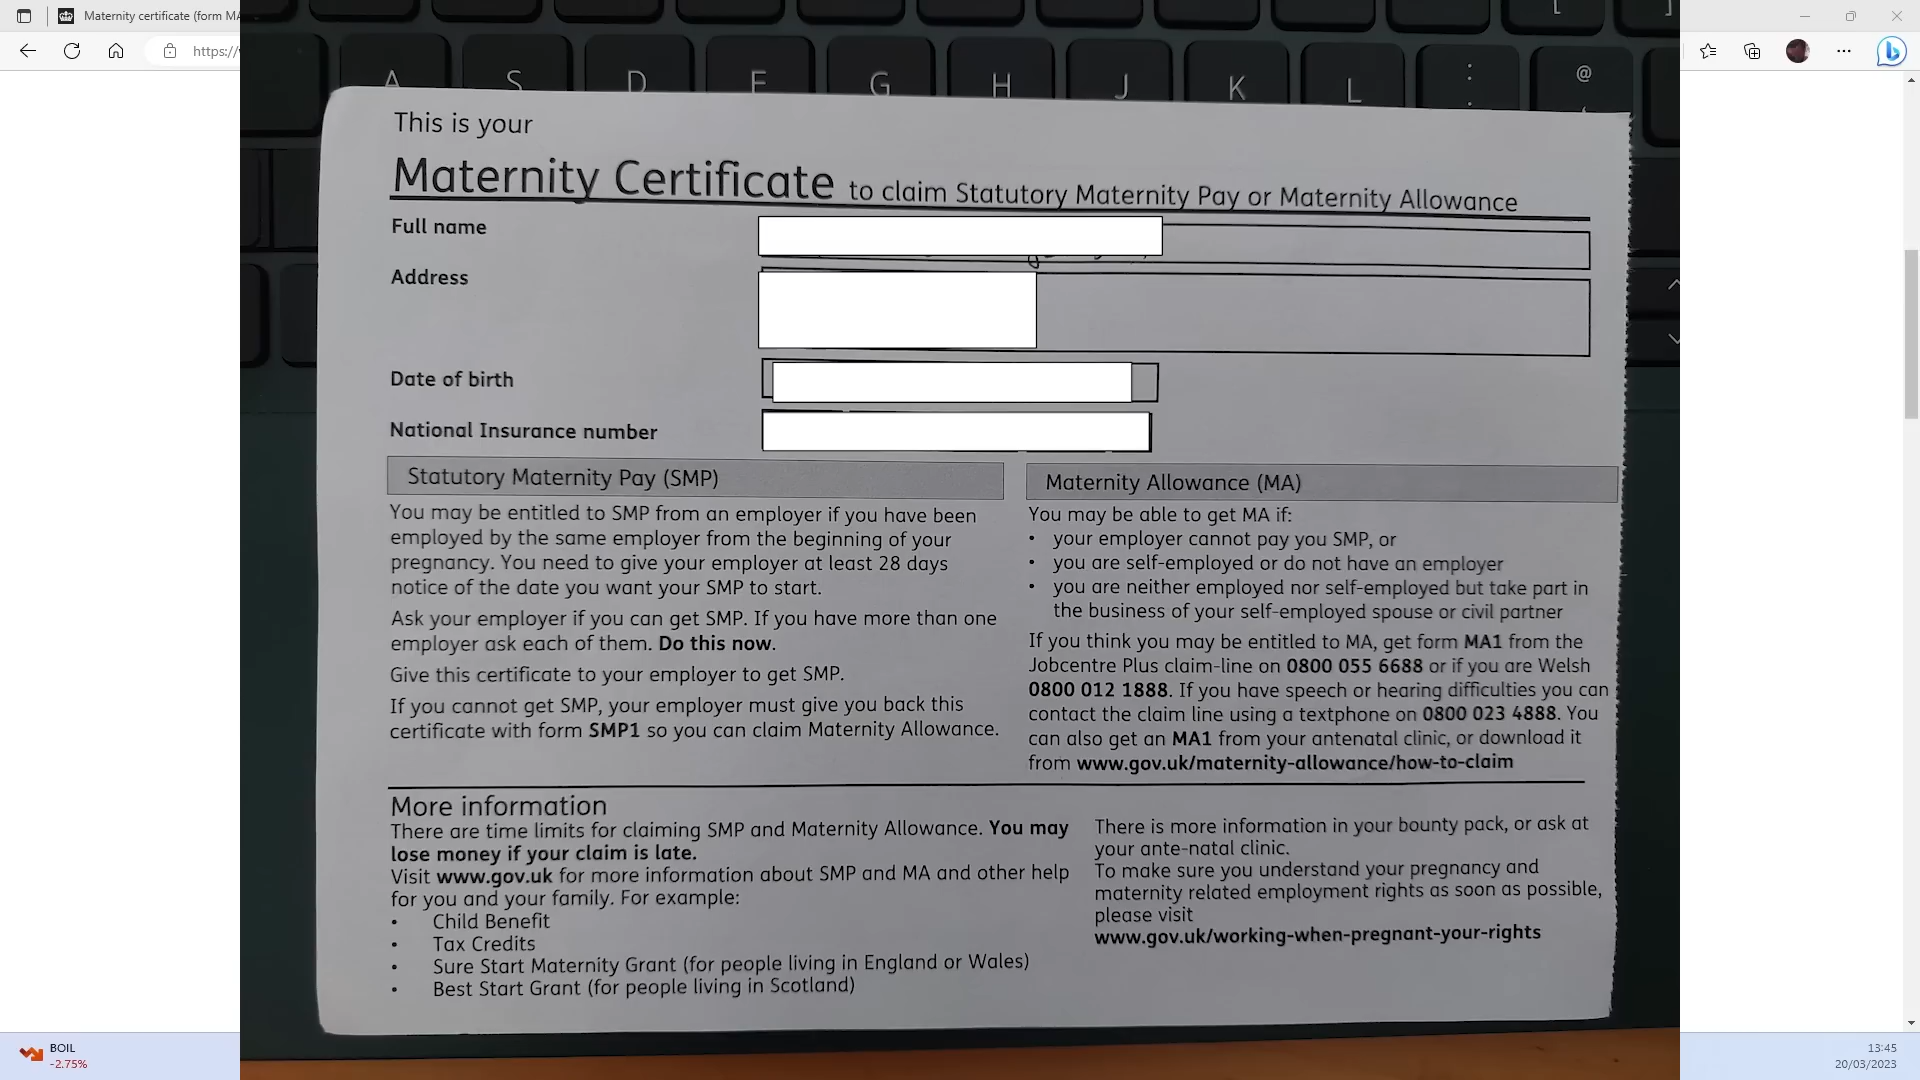 Maternity certificate (form MA
https://
A S D F G H J K L : @
[ ]
This is your
Maternity Certificate to claim Statutory Maternity Pay or Maternity Allowance
Full name
Address
Date of birth
National Insurance number
Statutory Maternity Pay (SMP)
You may be entitled to SMP from an employer if you have been
employed by the same employer from the beginning of your
pregnancy. You need to give your employer at least 28 days
notice of the date you want your SMP to start.
Ask your employer if you can get SMP. If you have more than one
employer ask each of them. Do this now.
Give this certificate to your employer to get SMP.
If you cannot get SMP, your employer must give you back this
certificate with form SMP1 so you can claim Maternity Allowance.
Maternity Allowance (MA)
You may be able to get MA if:
• your employer cannot pay you SMP, or
• you are self-employed or do not have an employer
• you are neither employed nor self-employed but take part in
the business of your self-employed spouse or civil partner
If you think you may be entitled to MA, get form MA1 from the
Jobcentre Plus claim-line on 0800 055 6688 or if you are Welsh
0800 012 1888. If you have speech or hearing difficulties you can
contact the claim line using a textphone on 0800 023 4888. You
can also get an MA1 from your antenatal clinic, or download it
from www.gov.uk/maternity-allowance/how-to-claim
More information
There are time limits for claiming SMP and Maternity Allowance. You may
lose money if your claim is late.
Visit www.gov.uk for more information about SMP and MA and other help
for you and your family. For example:
• Child Benefit
• Tax Credits
• Sure Start Maternity Grant (for people living in England or Wales)
• Best Start Grant (for people living in Scotland)
There is more information in your bounty pack, or ask at
your ante-natal clinic.
To make sure you understand your pregnancy and
maternity related employment rights as soon as possible,
please visit
www.gov.uk/working-when-pregnant-your-rights
BOIL
-2.75%
13:45
20/03/2023